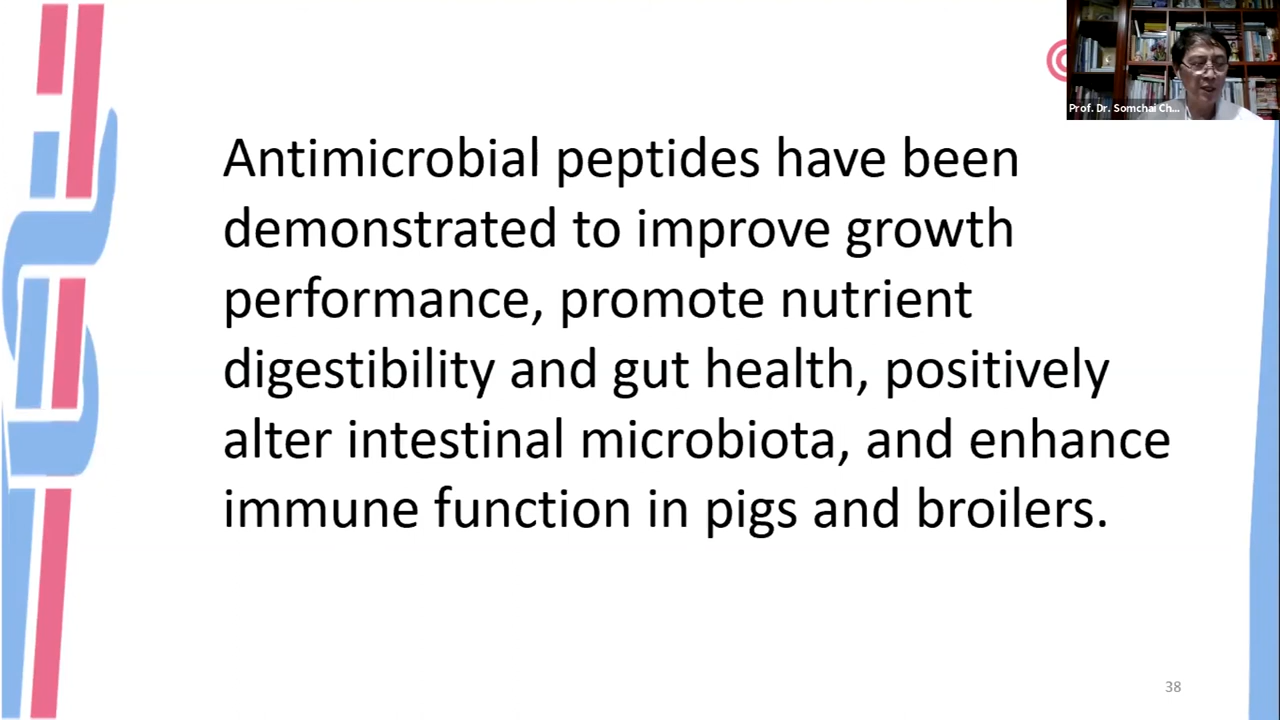 Prof. Dr. Somchai Ch...
Antimicrobial peptides have been
demonstrated to improve growth
performance, promote nutrient
digestibility and gut health, positively
alter intestinal microbiota, and enhance
immune function in pigs and broilers.
38